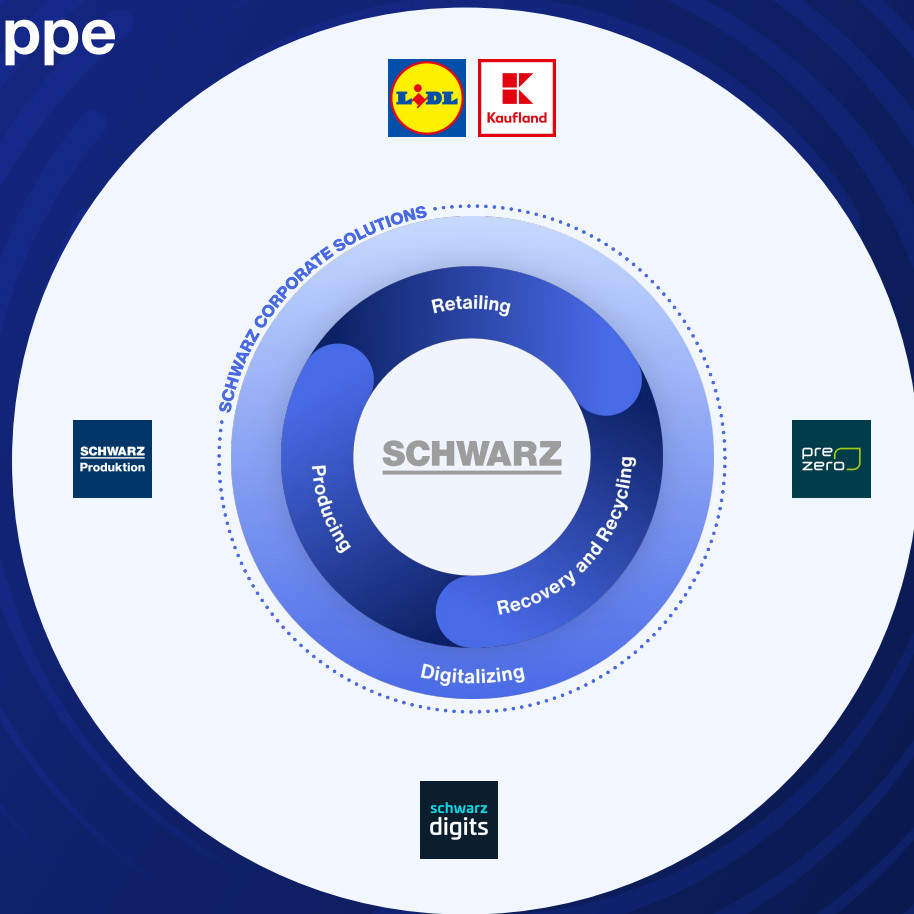 ppe
LIDL
Kaufland
SCHWARZ CORPORATE SOLUTIONS
Retailing
SCHWARZ
Produktion
Producing
SCHWARZ
Recovery and Recycling
pre
zero
Digitalizing
schwarz
digits